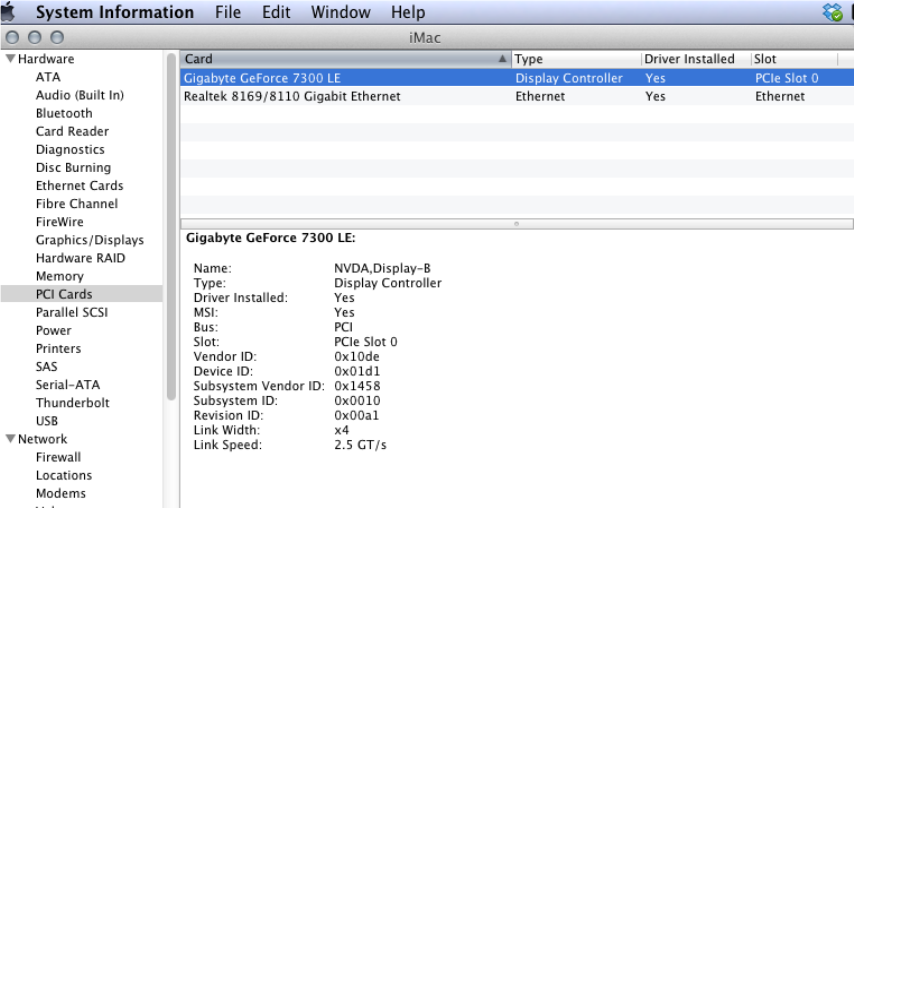 System Information File Edit Window Help
iMac
Hardware
ATA
Audio (Built In)
Bluetooth
Card Reader
Diagnostics
Disc Burning
Ethernet Cards
Fibre Channel
FireWire
Graphics/Displays
Hardware RAID
Memory
PCI Cards
Parallel SCSI
Power
Printers
SAS
Serial-ATA
Thunderbolt
USB
Network
Firewall
Locations
Modems
Card Type Driver Installed Slot
Gigabyte GeForce 7300 LE Display Controller Yes PCIe Slot 0
Realtek 8169/8110 Gigabit Ethernet Ethernet Yes Ethernet
Gigabyte GeForce 7300 LE:
Name: NVDA,Display-B
Type: Display Controller
Driver Installed: Yes
MSI: Yes
Bus: PCI
Slot: PCIe Slot 0
Vendor ID: 0x10de
Device ID: 0x01d1
Subsystem Vendor ID: 0x1458
Subsystem ID: 0x0010
Revision ID: 0x00a1
Link Width: x4
Link Speed: 2.5 GT/s